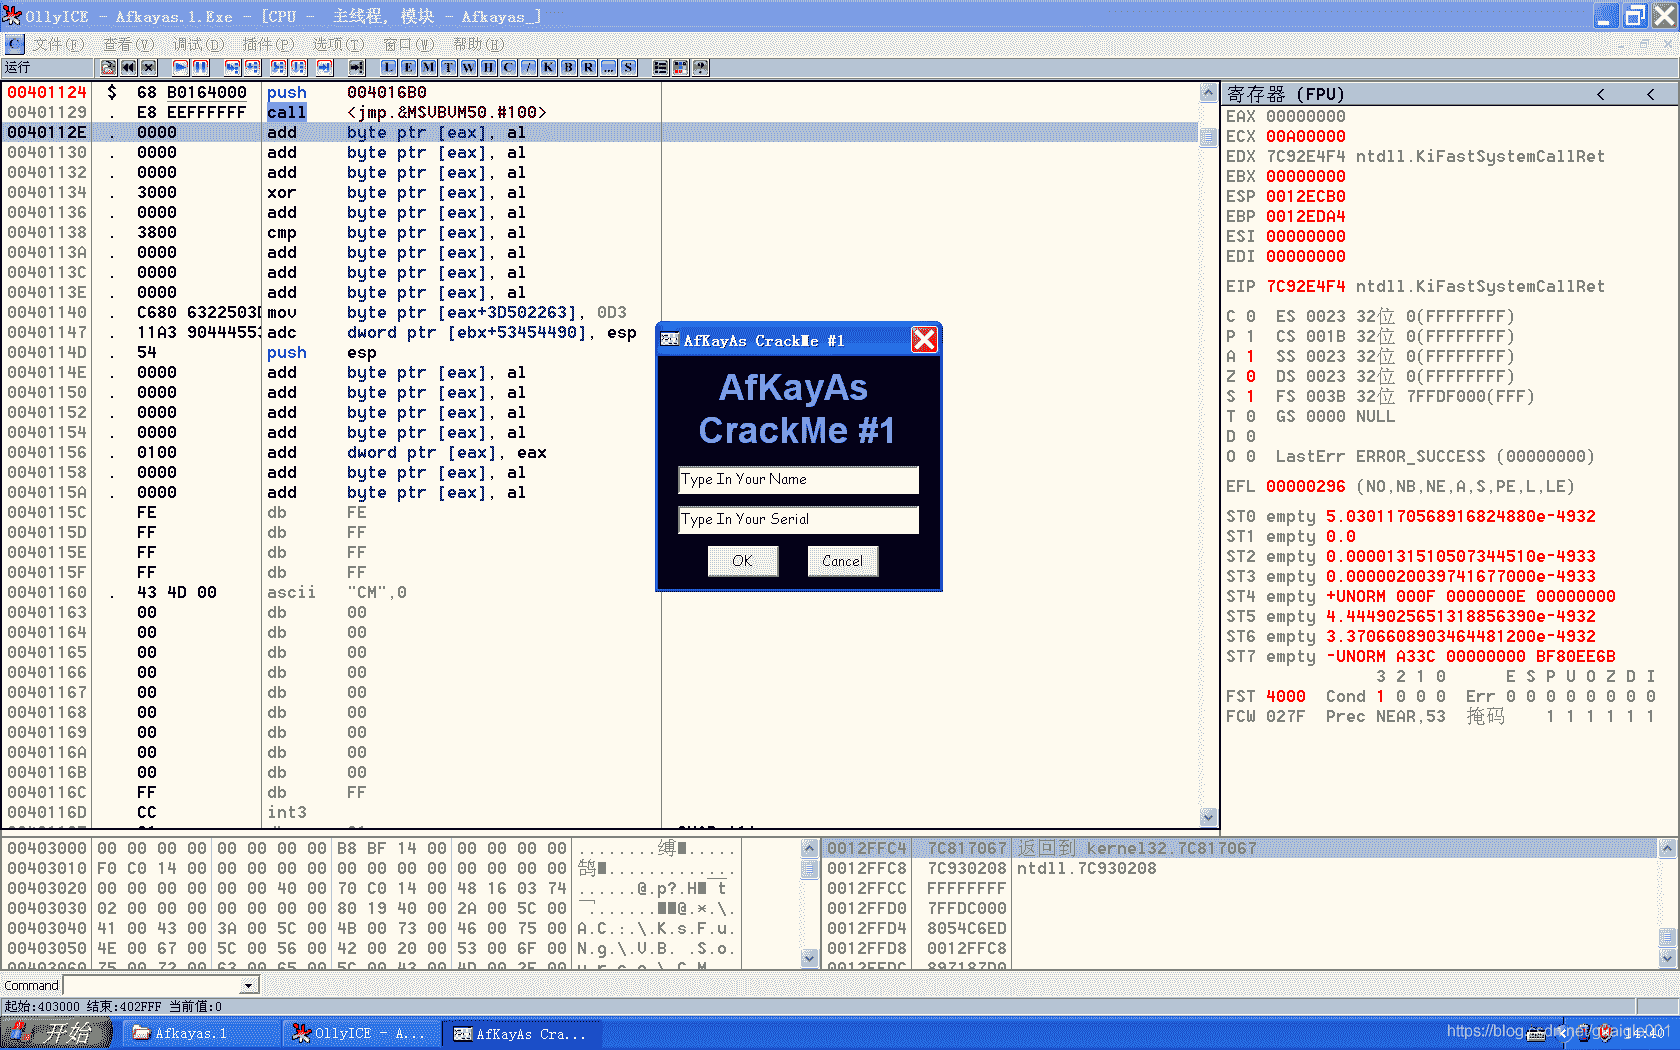 OllyICE - Afkayas.1.Exe - [CPU - 主线程, 模块 - Afkayas_]
C 文件(F) 查看(V) 调试(D) 插件(P) 选项(T) 窗口(W) 帮助(H)
运行 L E M T W H C / K B R ... S
00401124 $ 68 B0164000 push 004016B0
00401129 . E8 EEFFFFFF call <jmp.&MSVBVM50.#100>
0040112E . 0000 add byte ptr [eax], al
00401130 . 0000 add byte ptr [eax], al
00401132 . 0000 add byte ptr [eax], al
00401134 . 3000 xor byte ptr [eax], al
00401136 . 0000 add byte ptr [eax], al
00401138 . 3800 cmp byte ptr [eax], al
0040113A . 0000 add byte ptr [eax], al
0040113C . 0000 add byte ptr [eax], al
0040113E . 0000 add byte ptr [eax], al
00401140 . C680 6322503D mov byte ptr [eax+3D502263], 0D3
00401147 . 11A3 90444553 adc dword ptr [ebx+53454490], esp
0040114D . 54 push esp
0040114E . 0000 add byte ptr [eax], al
00401150 . 0000 add byte ptr [eax], al
00401152 . 0000 add byte ptr [eax], al
00401154 . 0000 add byte ptr [eax], al
00401156 . 0100 add dword ptr [eax], eax
00401158 . 0000 add byte ptr [eax], al
0040115A . 0000 add byte ptr [eax], al
0040115C FE db FE
0040115D FF db FF
0040115E FF db FF
0040115F FF db FF
00401160 . 43 4D 00 ascii "CM",0
00401163 00 db 00
00401164 00 db 00
00401165 00 db 00
00401166 00 db 00
00401167 00 db 00
00401168 00 db 00
00401169 00 db 00
0040116A 00 db 00
0040116B 00 db 00
0040116C FF db FF
0040116D CC int3
寄存器 (FPU) < <
EAX 00000000
ECX 00A00000
EDX 7C92E4F4 ntdll.KiFastSystemCallRet
EBX 00000000
ESP 0012ECB0
EBP 0012EDA4
ESI 00000000
EDI 00000000
EIP 7C92E4F4 ntdll.KiFastSystemCallRet
C 0 ES 0023 32位 0(FFFFFFFF)
P 1 CS 001B 32位 0(FFFFFFFF)
A 1 SS 0023 32位 0(FFFFFFFF)
Z 0 DS 0023 32位 0(FFFFFFFF)
S 1 FS 003B 32位 7FFDF000(FFF)
T 0 GS 0000 NULL
D 0
O 0 LastErr ERROR_SUCCESS (00000000)
EFL 00000296 (NO,NB,NE,A,S,PE,L,LE)
ST0 empty 5.0301170568916824880e-4932
ST1 empty 0.0
ST2 empty 0.0000131510507344510e-4933
ST3 empty 0.0000020039741677000e-4933
ST4 empty +UNORM 000F 0000000E 00000000
ST5 empty 4.4449025651318856390e-4932
ST6 empty 3.3706608903464481200e-4932
ST7 empty -UNORM A33C 00000000 BF80EE6B
3 2 1 0 E S P U O Z D I
FST 4000 Cond 1 0 0 0 Err 0 0 0 0 0 0 0 0
FCW 027F Prec NEAR,53 掩码 1 1 1 1 1 1
AfKayAs CrackMe #1
AfKayAs
CrackMe #1
Type In Your Name
Type In Your Serial
OK Cancel
00403000 00 00 00 00 00 00 00 00 B8 BF 14 00 00 00 00 00 ........缚.....
00403010 F0 C0 14 00 00 00 00 00 00 00 00 00 00 00 00 00 鹄.............
00403020 00 00 00 00 00 00 40 00 70 C0 14 00 48 16 03 74 ......@.p?.H t
00403030 02 00 00 00 00 00 00 00 80 19 40 00 2A 00 5C 00 .......@.*.\.
00403040 41 00 43 00 3A 00 5C 00 4B 00 73 00 46 00 75 00 A.C.:.\.K.s.F.u.
00403050 4E 00 67 00 5C 00 56 00 42 00 20 00 53 00 6F 00 N.g.\.V.B. .S.o.
00403060 75 00 72 00 63 00 65 00 5C 00 43 00 4D 00 2E 00 u.r.c.e.\.C.M...
0012FFC4 7C817067 返回到 kernel32.7C817067
0012FFC8 7C930208 ntdll.7C930208
0012FFCC FFFFFFFF
0012FFD0 7FFDC000
0012FFD4 8054C6ED
0012FFD8 0012FFC8
0012FFDC 897187D0
Command
起始:403000 结束:402FFF 当前值:0
开始 Afkayas.1 OllyICE - A... AfKayAs Cra... 14:40